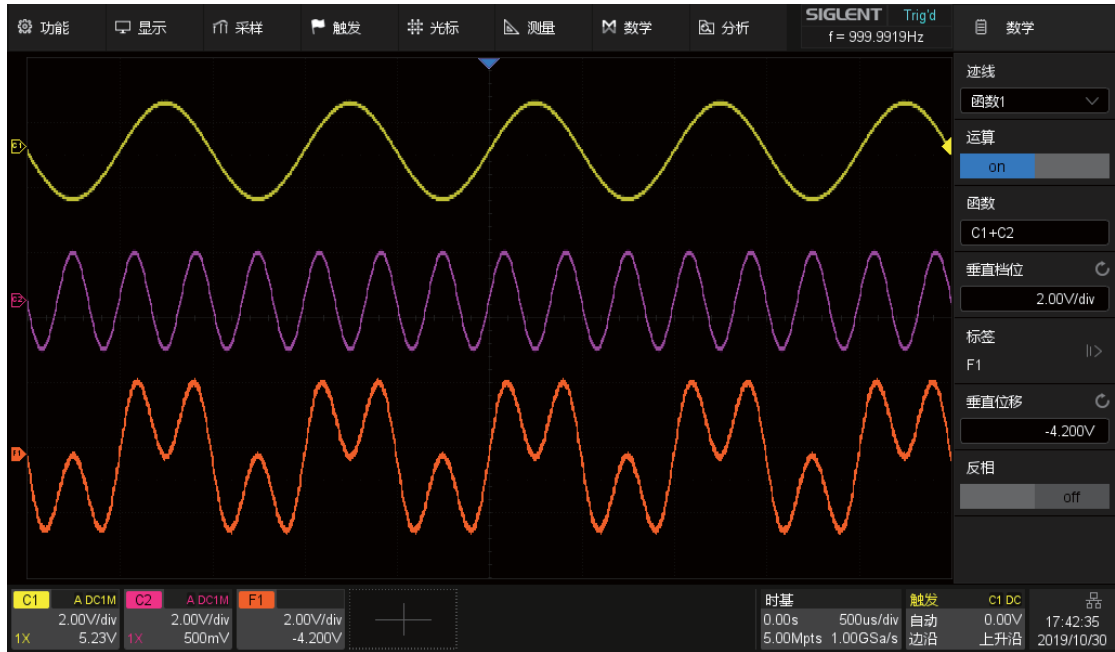 功能 显示 采样 触发 光标 测量 数学 分析 SIGLENT Trig'd 数学
f = 999.9919Hz
迹线
函数1
运算
on
函数
C1+C2
垂直档位
2.00V/div
标签
F1
垂直位移
-4.200V
反相
off
C1
C2
F1
C1 A DC1M C2 A DC1M F1 时基 触发 C1 DC
2.00V/div 2.00V/div 2.00V/div 0.00s 500us/div 自动 0.00V 17:42:35
1X 5.23V 1X 500mV -4.200V 5.00Mpts 1.00GSa/s 边沿 上升沿 2019/10/30